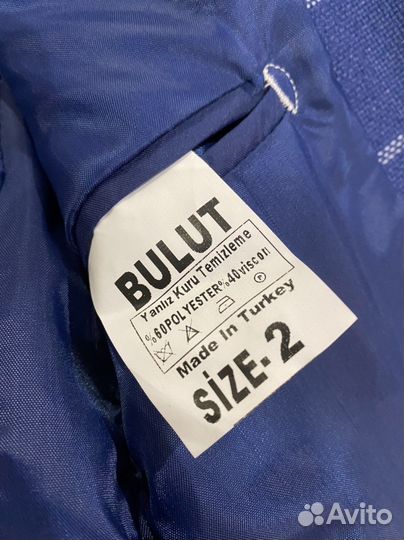 BULUT
Yanlız Kuru Temizleme
%60POLYESTER%40viscon
Made In Turkey
SİZE-2
Avito